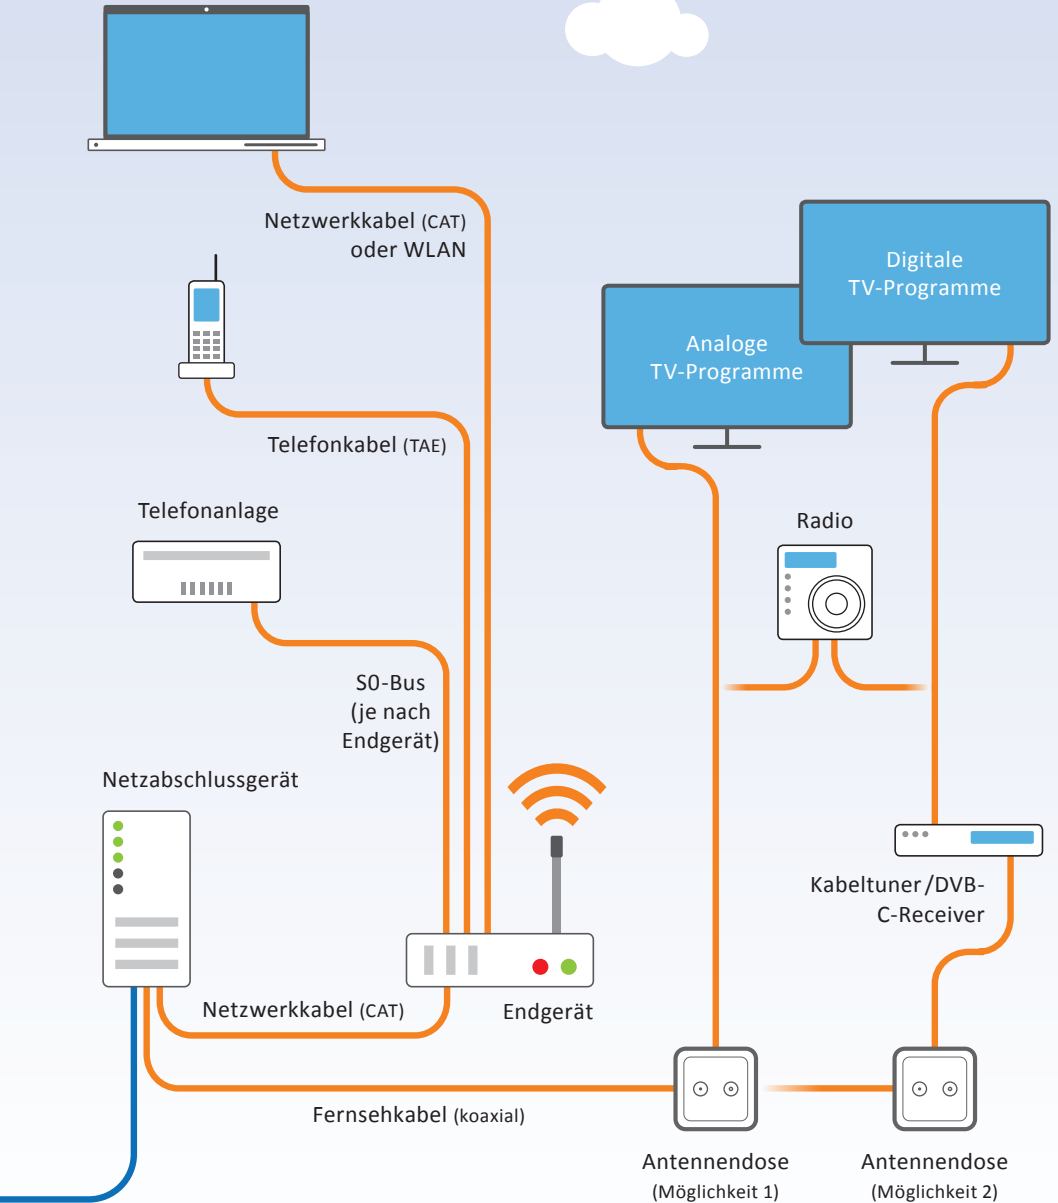 Netzwerkkabel (CAT)
oder WLAN
Digitale
TV-Programme
Analoge
TV-Programme
Telefonkabel (TAE)
Telefonanlage
Radio
S0-Bus
(je nach
Endgerät)
Netzabschlussgerät
Kabeltuner/DVB-
C-Receiver
Netzwerkkabel (CAT)
Endgerät
Fernsehkabel (koaxial)
Antennendose
(Möglichkeit 1)
Antennendose
(Möglichkeit 2)